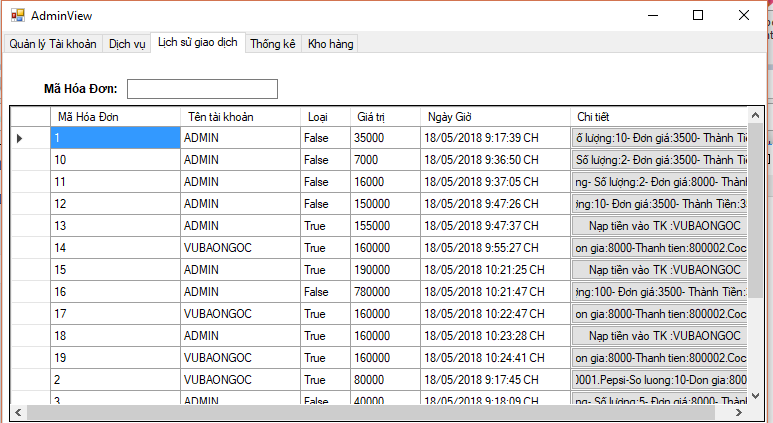 AdminView
Quản lý Tài khoản Dịch vụ Lịch sử giao dịch Thống kê Kho hàng
Mã Hóa Đơn:
Mã Hóa Đơn Tên tài khoản Loại Giá trị Ngày Giờ Chi tiết
1 ADMIN False 35000 18/05/2018 9:17:39 CH ố lượng:10- Đơn giá:3500- Thành Tiền
10 ADMIN False 7000 18/05/2018 9:36:50 CH Số lượng:2- Đơn giá:3500- Thành T
11 ADMIN False 16000 18/05/2018 9:37:05 CH ng- Số lượng:2- Đơn giá:8000- Thành
12 ADMIN False 150000 18/05/2018 9:47:26 CH ợng:10- Đơn giá:3500- Thành Tiền:3
13 ADMIN True 155000 18/05/2018 9:47:37 CH Nạp tiền vào TK :VUBAONGOC
14 VUBAONGOC True 160000 18/05/2018 9:55:27 CH on gia:8000-Thanh tien:800002.Coc
15 ADMIN True 190000 18/05/2018 10:21:25 CH Nạp tiền vào TK :VUBAONGOC
16 ADMIN False 780000 18/05/2018 10:21:47 CH ợng:100- Đơn giá:3500- Thành Tiền:
17 VUBAONGOC True 160000 18/05/2018 10:22:47 CH on gia:8000-Thanh tien:800002.Coc
18 ADMIN True 160000 18/05/2018 10:23:28 CH Nạp tiền vào TK :VUBAONGOC
19 VUBAONGOC True 160000 18/05/2018 10:24:41 CH on gia:8000-Thanh tien:800002.Coc
2 VUBAONGOC True 80000 18/05/2018 9:17:45 CH 0001.Pepsi-So luong:10-Don gia:800
3 ADMIN False 40000 18/05/2018 9:18:09 CH ng- Số lượng:5- Đơn giá:8000- Thành